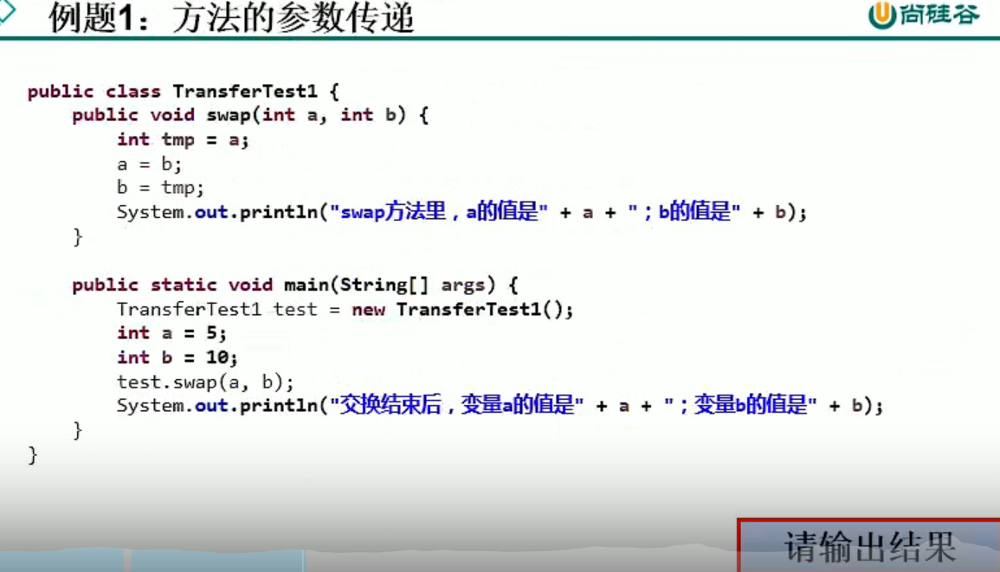 例题1：方法的参数传递
尚硅谷
public class TransferTest1 {
public void swap(int a, int b) {
int tmp = a;
a = b;
b = tmp;
System.out.println("swap方法里，a的值是" + a + "；b的值是" + b);
}
public static void main(String[] args) {
TransferTest1 test = new TransferTest1();
int a = 5;
int b = 10;
test.swap(a, b);
System.out.println("交换结束后，变量a的值是" + a + "；变量b的值是" + b);
}
}
请输出结果